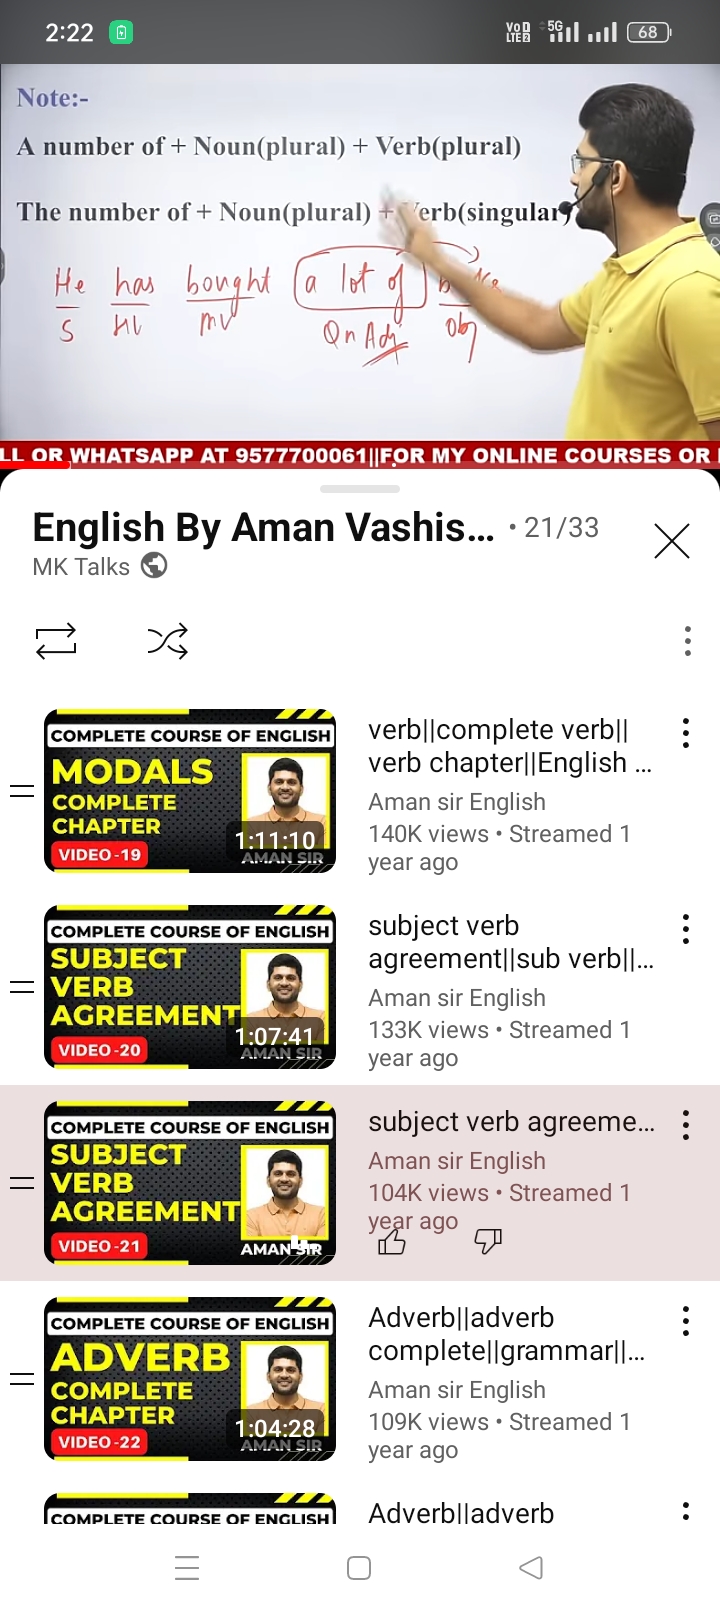 2:22
VoD LTE2 5G 68
Note:-
A number of + Noun(plural) + Verb(plural)
The number of + Noun(plural) + Verb(singular)
He has bought a lot of
S HV mv Qn Adj obj
LL OR WHATSAPP AT 9577700061||FOR MY ONLINE COURSES OR
English By Aman Vashis... • 21/33
MK Talks
COMPLETE COURSE OF ENGLISH
MODALS
COMPLETE
CHAPTER
VIDEO -19
1:11:10
AMAN SIR
verb||complete verb||
verb chapter||English ...
Aman sir English
140K views • Streamed 1
year ago
COMPLETE COURSE OF ENGLISH
SUBJECT
VERB
AGREEMENT
VIDEO -20
1:07:41
AMAN SIR
subject verb
agreement||sub verb||...
Aman sir English
133K views • Streamed 1
year ago
COMPLETE COURSE OF ENGLISH
SUBJECT
VERB
AGREEMENT
VIDEO -21
AMAN SIR
subject verb agreeme...
Aman sir English
104K views • Streamed 1
year ago
COMPLETE COURSE OF ENGLISH
ADVERB
COMPLETE
CHAPTER
VIDEO -22
1:04:28
AMAN SIR
Adverb||adverb
complete||grammar||...
Aman sir English
109K views • Streamed 1
year ago
COMPLETE COURSE OF ENGLISH
Adverb||adverb